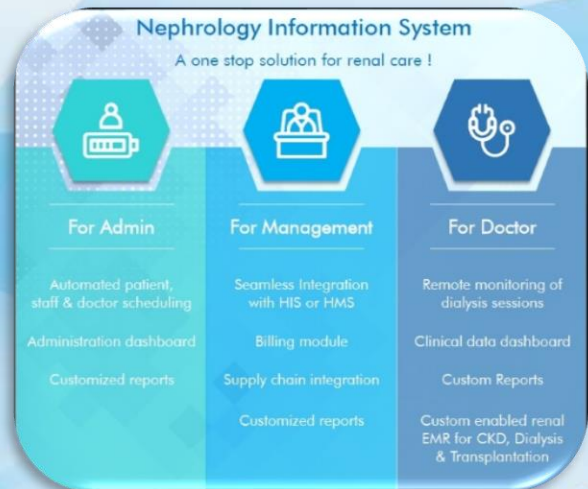 Nephrology Information System
A one stop solution for renal care !
For Admin
Automated patient,
staff & doctor scheduling
Administration dashboard
Customized reports
For Management
Seamless Integration
with HIS or HMS
Billing module
Supply chain integration
Customized reports
For Doctor
Remote monitoring of
dialysis sessions
Clinical data dashboard
Custom Reports
Custom enabled renal
EMR for CKD, Dialysis
& Transplantation